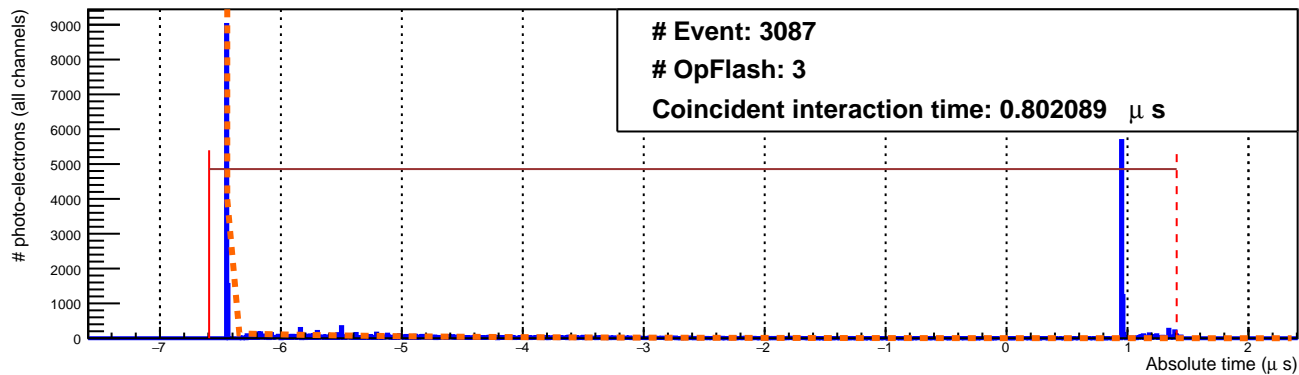 # photo-electrons (all channels)
9000
8000
7000
6000
5000
4000
3000
2000
1000
0
# Event: 3087
# OpFlash: 3
Coincident interaction time: 0.802089 μ s
−7 −6 −5 −4 −3 −2 −1 0 1 2
Absolute time (μ s)